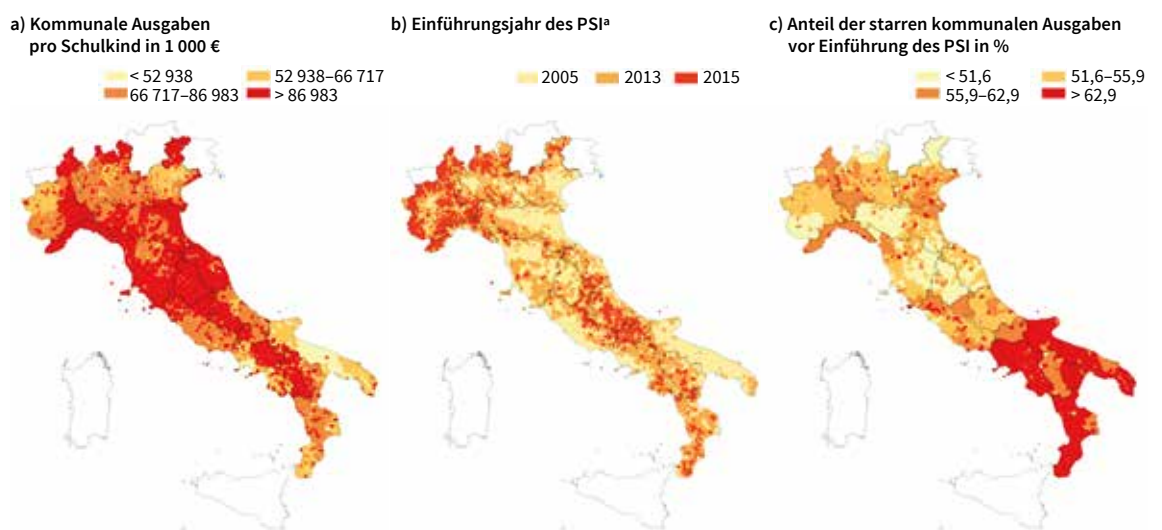 a) Kommunale Ausgaben
pro Schulkind in 1 000 €
< 52 938 52 938–66 717
66 717–86 983 > 86 983
b) Einführungsjahr des PSIª
2005 2013 2015
c) Anteil der starren kommunalen Ausgaben
vor Einführung des PSI in %
< 51,6 51,6–55,9
55,9–62,9 > 62,9